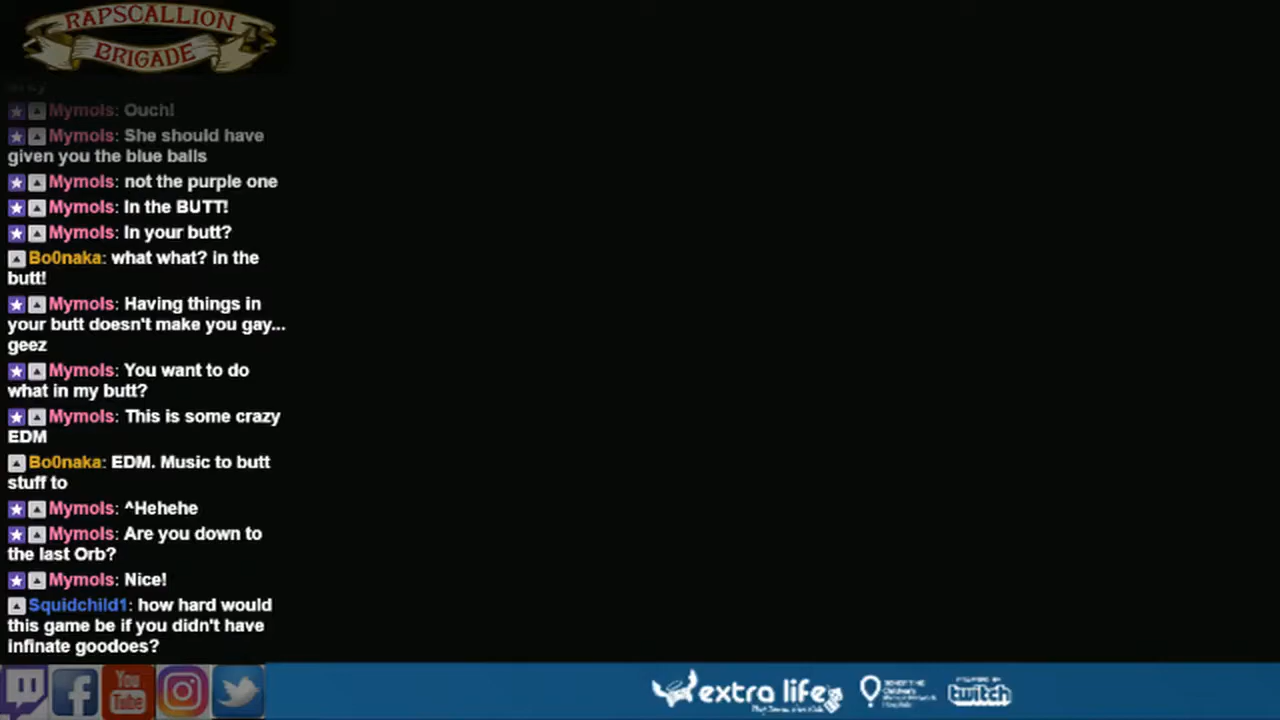 RAPSCALLION
BRIGADE
Mymols: Ouch!
Mymols: She should have
given you the blue balls
Mymols: not the purple one
Mymols: In the BUTT!
Mymols: In your butt?
Bo0naka: what what? in the
butt!
Mymols: Having things in
your butt doesn't make you gay...
geez
Mymols: You want to do
what in my butt?
Mymols: This is some crazy
EDM
Bo0naka: EDM. Music to butt
stuff to
Mymols: ^Hehehe
Mymols: Are you down to
the last Orb?
Mymols: Nice!
Squidchild1: how hard would
this game be if you didn't have
infinate goodoes?
You
Tube
extra life
twitch